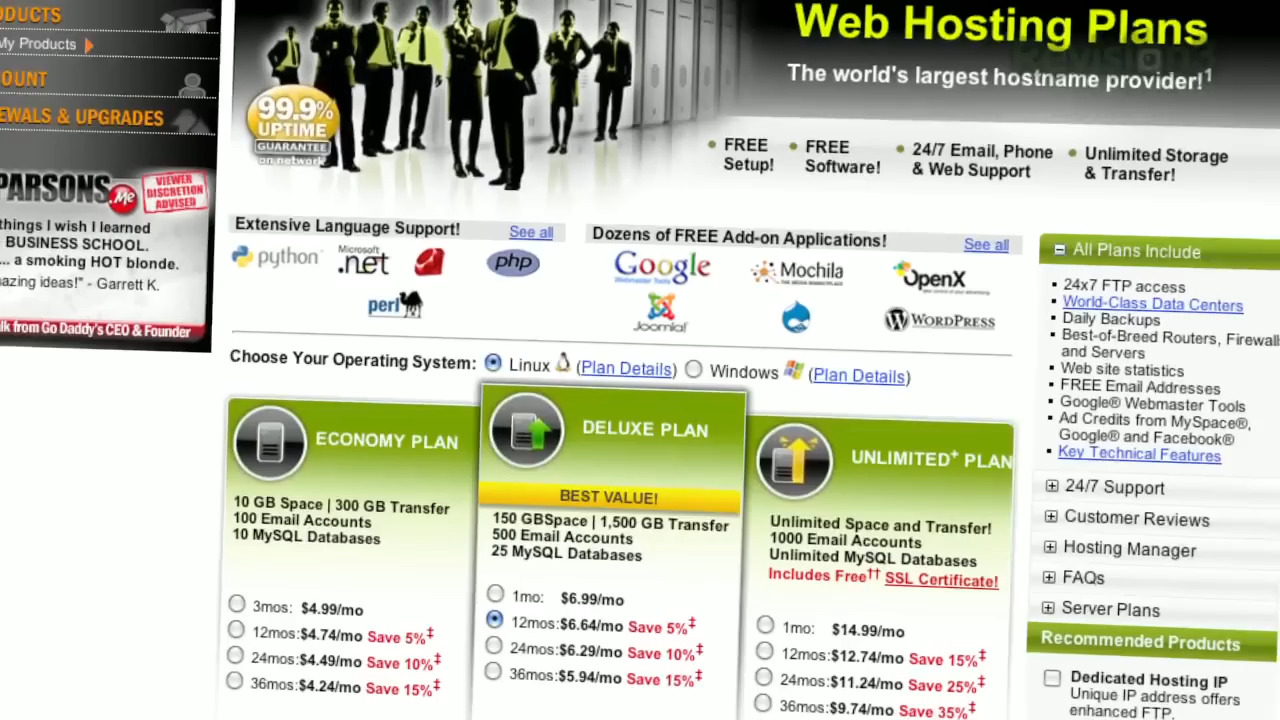 ODUCTS
My Products
OUNT
EWALS & UPGRADES
PARSONS.Me
VIEWER
DISCRETION
ADVISED
things I wish I learned
BUSINESS SCHOOL.
... a smoking HOT blonde.
azing ideas!" - Garrett K.
lk from Go Daddy's CEO & Founder
99.9%
UPTIME
GUARANTEE
on network
Web Hosting Plans
The world's largest hostname provider!1
FREE
Setup!
FREE
Software!
24/7 Email, Phone
& Web Support
Unlimited Storage
& Transfer!
Extensive Language Support! See all
python Microsoft .net php
perl
Dozens of FREE Add-on Applications! See all
Google Webmaster Tools Mochila OpenX
Joomla! WORDPRESS
Choose Your Operating System: Linux (Plan Details) Windows (Plan Details)
ECONOMY PLAN
10 GB Space | 300 GB Transfer
100 Email Accounts
10 MySQL Databases
3mos: $4.99/mo
12mos:$4.74/mo Save 5%‡
24mos:$4.49/mo Save 10%‡
36mos:$4.24/mo Save 15%‡
DELUXE PLAN
BEST VALUE!
150 GBSpace | 1,500 GB Transfer
500 Email Accounts
25 MySQL Databases
1mo: $6.99/mo
12mos:$6.64/mo Save 5%‡
24mos:$6.29/mo Save 10%‡
36mos:$5.94/mo Save 15%‡
UNLIMITED+ PLAN
Unlimited Space and Transfer!
1000 Email Accounts
Unlimited MySQL Databases
Includes Free†† SSL Certificate!
1mo: $14.99/mo
12mos:$12.74/mo Save 15%‡
24mos:$11.24/mo Save 25%‡
36mos:$9.74/mo Save 35%‡
All Plans Include
24x7 FTP access
World-Class Data Centers
Daily Backups
Best-of-Breed Routers, Firewall
and Servers
Web site statistics
FREE Email Addresses
Google® Webmaster Tools
Ad Credits from MySpace®,
Google® and Facebook®
Key Technical Features
24/7 Support
Customer Reviews
Hosting Manager
FAQs
Server Plans
Recommended Products
Dedicated Hosting IP
Unique IP address offers
enhanced FTP,